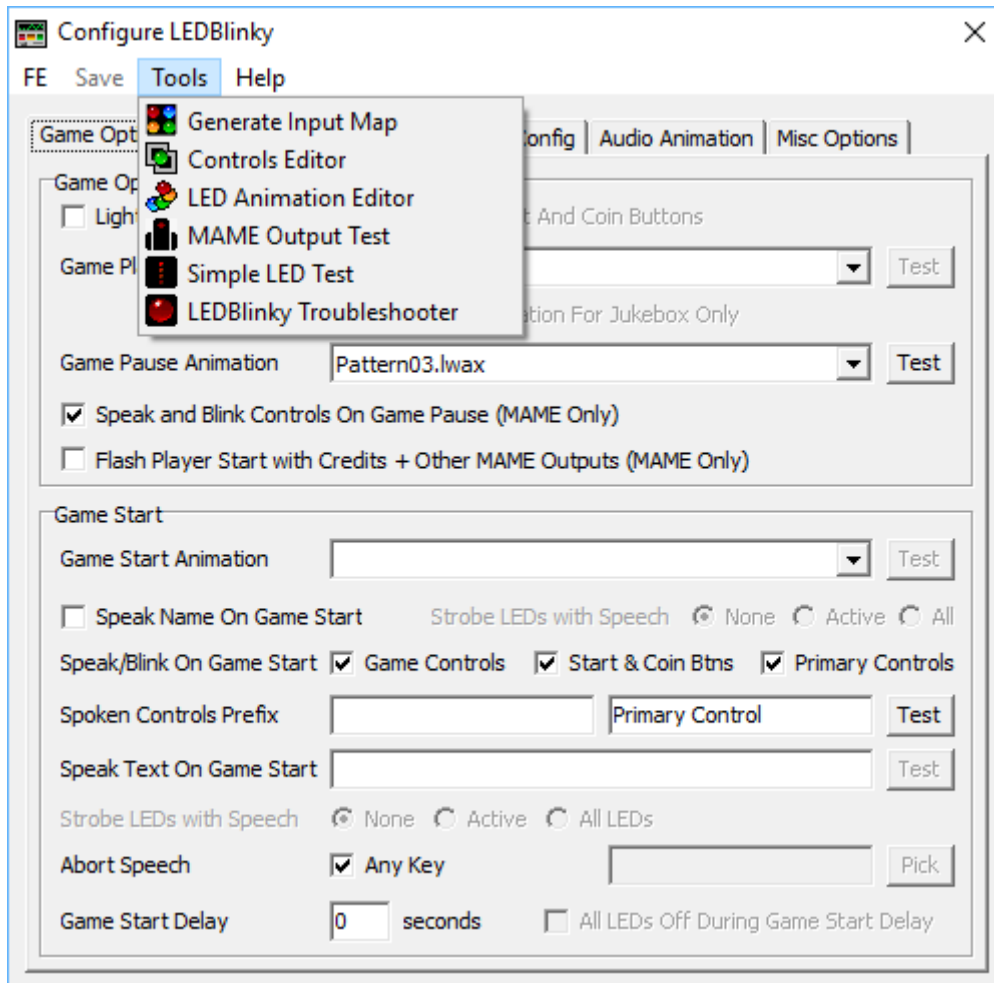 Configure LEDBlinky
FE Save Tools Help
Generate Input Map
Controls Editor
LED Animation Editor
MAME Output Test
Simple LED Test
LEDBlinky Troubleshooter
Game Opt Config Audio Animation Misc Options
Game Op
Ligh t And Coin Buttons
Game Pl Test
ation For Jukebox Only
Game Pause Animation Pattern03.lwax Test
Speak and Blink Controls On Game Pause (MAME Only)
Flash Player Start with Credits + Other MAME Outputs (MAME Only)
Game Start
Game Start Animation Test
Speak Name On Game Start Strobe LEDs with Speech None Active All
Speak/Blink On Game Start Game Controls Start & Coin Btns Primary Controls
Spoken Controls Prefix Primary Control Test
Speak Text On Game Start Test
Strobe LEDs with Speech None Active All LEDs
Abort Speech Any Key Pick
Game Start Delay 0 seconds All LEDs Off During Game Start Delay